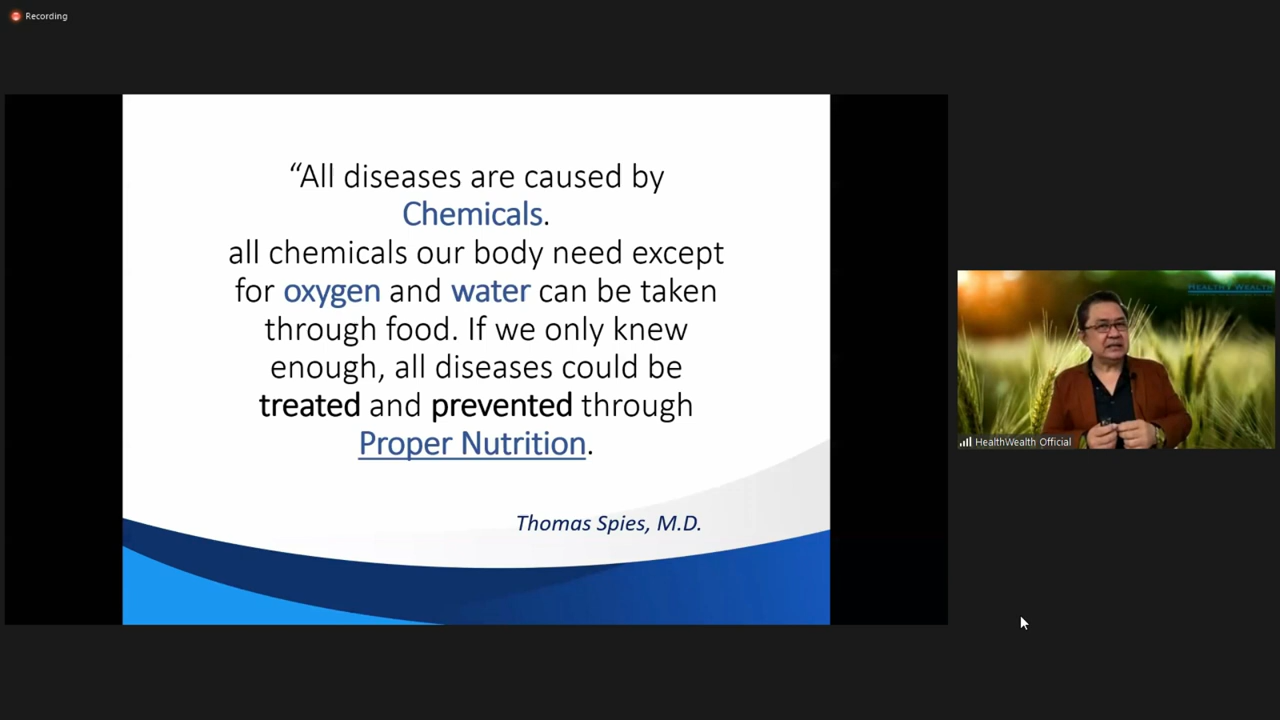 Recording
“All diseases are caused by
Chemicals.
all chemicals our body need except
for oxygen and water can be taken
through food. If we only knew
enough, all diseases could be
treated and prevented through
Proper Nutrition.
Thomas Spies, M.D.
HEALTHWEALTH
HealthWealth Official